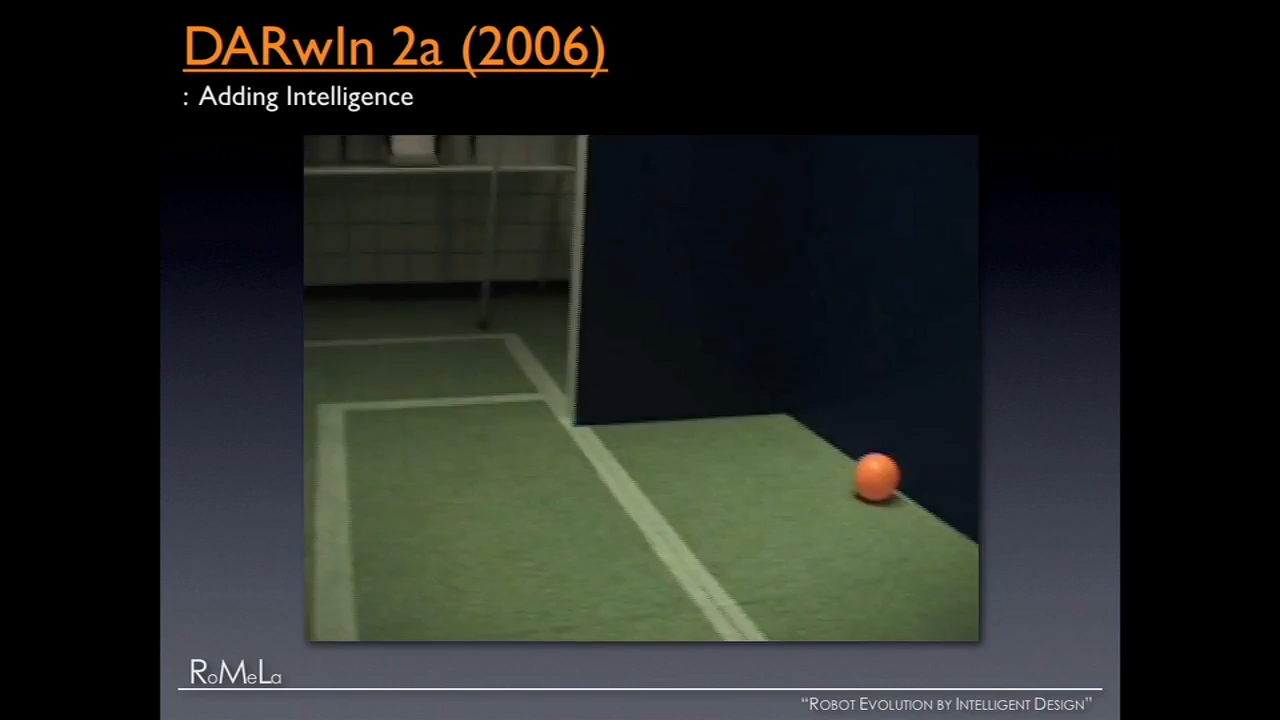 DARwIn 2a (2006)
: Adding Intelligence
RoMeLa
“ROBOT EVOLUTION BY INTELLIGENT DESIGN”